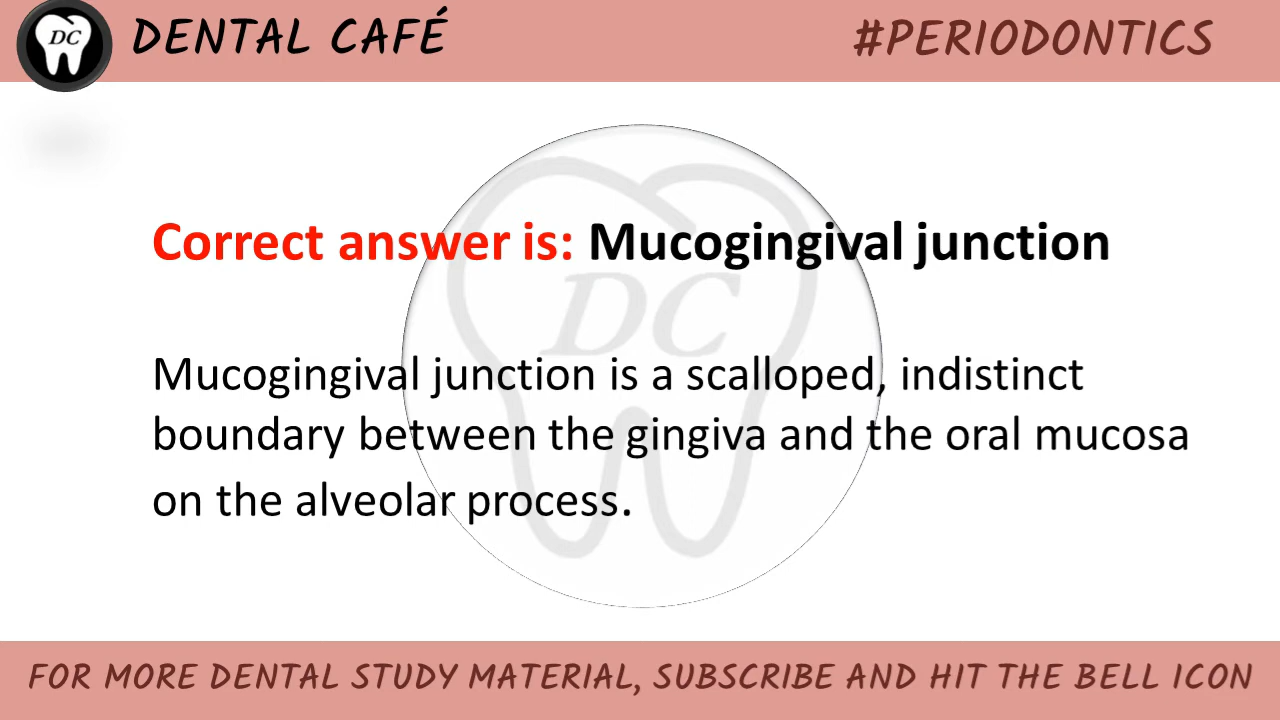 DC
DENTAL CAFÉ
#PERIODONTICS
Correct answer is: Mucogingival junction
DC
Mucogingival junction is a scalloped, indistinct
boundary between the gingiva and the oral mucosa
on the alveolar process.
FOR MORE DENTAL STUDY MATERIAL, SUBSCRIBE AND HIT THE BELL ICON